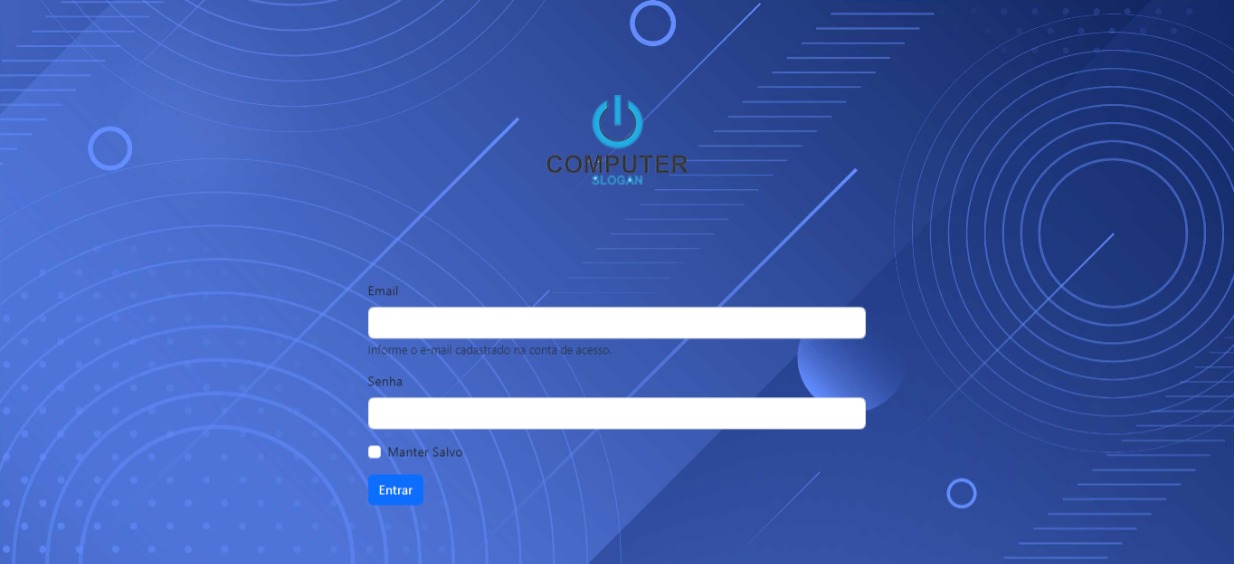 COMPUTER
SLOGAN
Email
Informe o e-mail cadastrado na conta de acesso.
Senha
Manter Salvo
Entrar